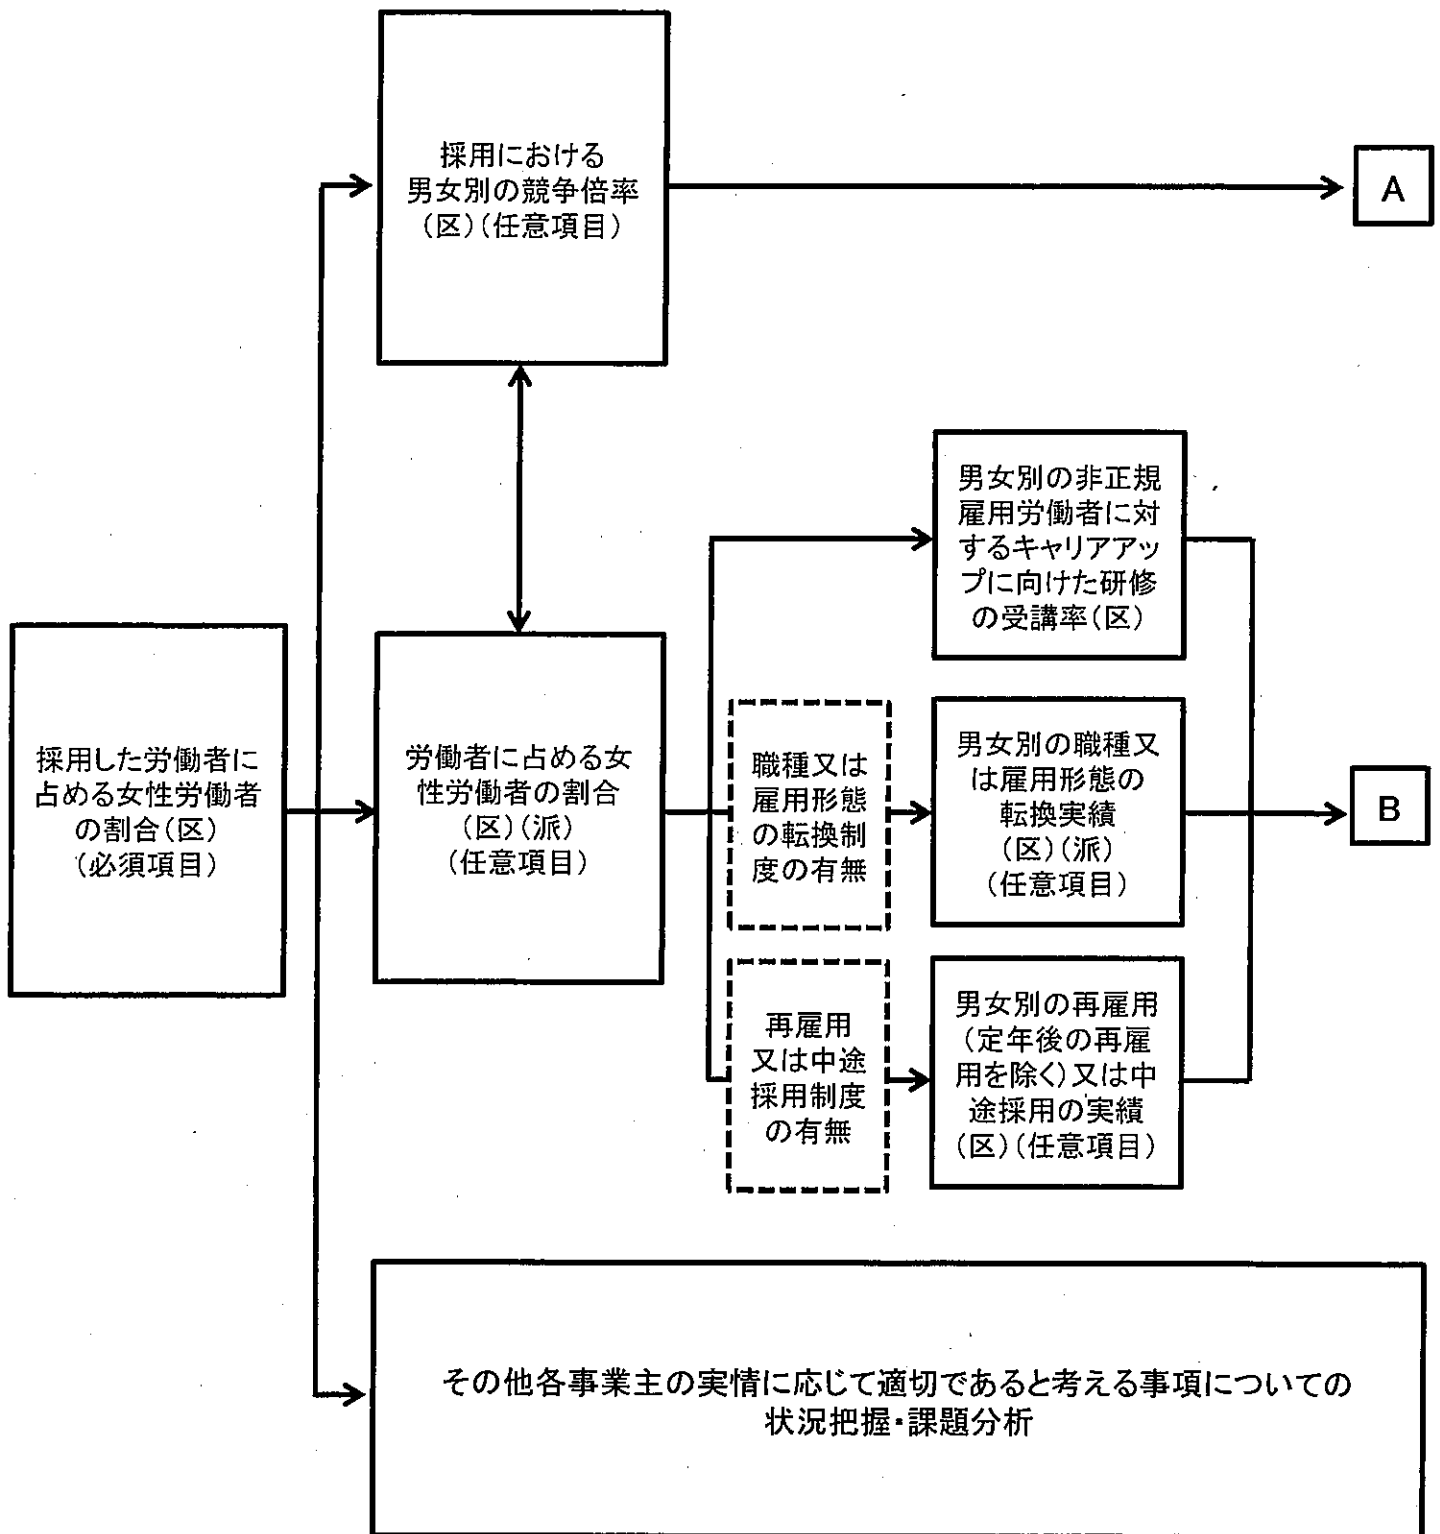 採用における
男女別の競争倍率
(区)(任意項目)
A
男女別の非正規
雇用労働者に対
するキャリアアッ
プに向けた研修
の受講率(区)
採用した労働者に
占める女性労働者
の割合(区)
(必須項目)
労働者に占める女
性労働者の割合
(区)(派)
(任意項目)
職種又は
雇用形態
の転換制
度の有無
男女別の職種又
は雇用形態の
転換実績
(区)(派)
(任意項目)
B
再雇用
又は中途
採用制度
の有無
男女別の再雇用
(定年後の再雇
用を除く)又は中
途採用の実績
(区)(任意項目)
その他各事業主の実情に応じて適切であると考える事項についての
状況把握・課題分析